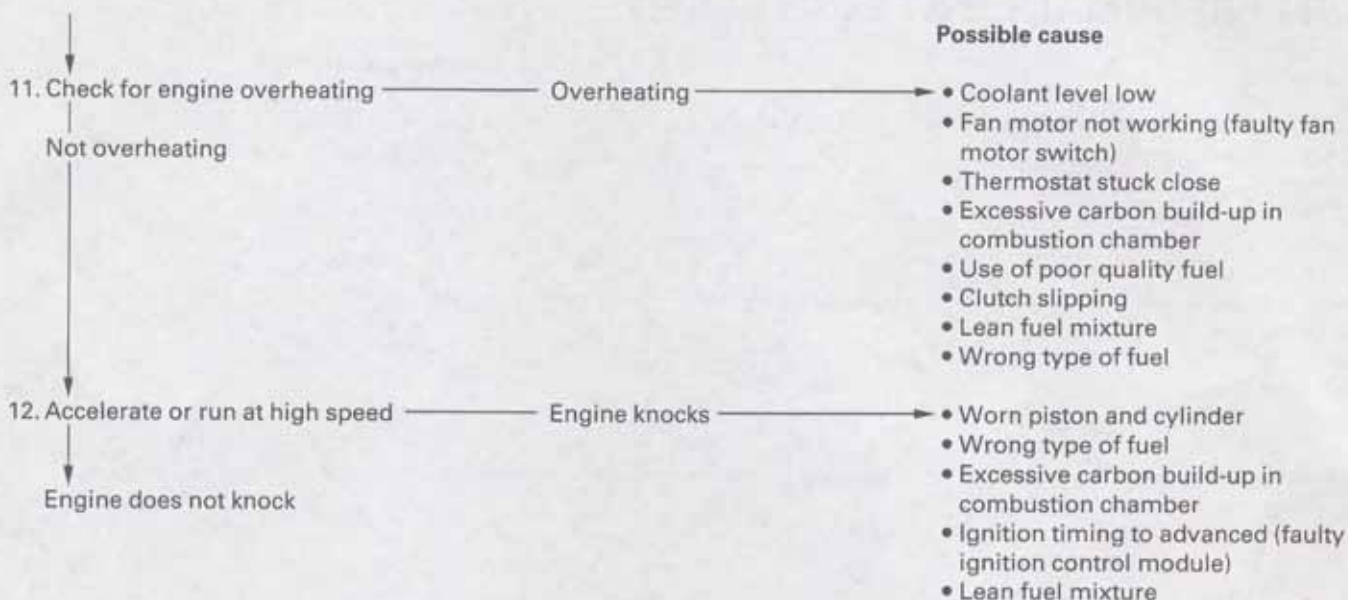 Possible cause
11. Check for engine overheating Overheating • Coolant level low
• Fan motor not working (faulty fan
Not overheating
motor switch)
• Thermostat stuck close
• Excessive carbon build-up in
combustion chamber
• Use of poor quality fuel
• Clutch slipping
• Lean fuel mixture
• Wrong type of fuel
12. Accelerate or run at high speed Engine knocks • Worn piston and cylinder
• Wrong type of fuel
• Excessive carbon build-up in
Engine does not knock
combustion chamber
• Ignition timing to advanced (faulty
ignition control module)
• Lean fuel mixture